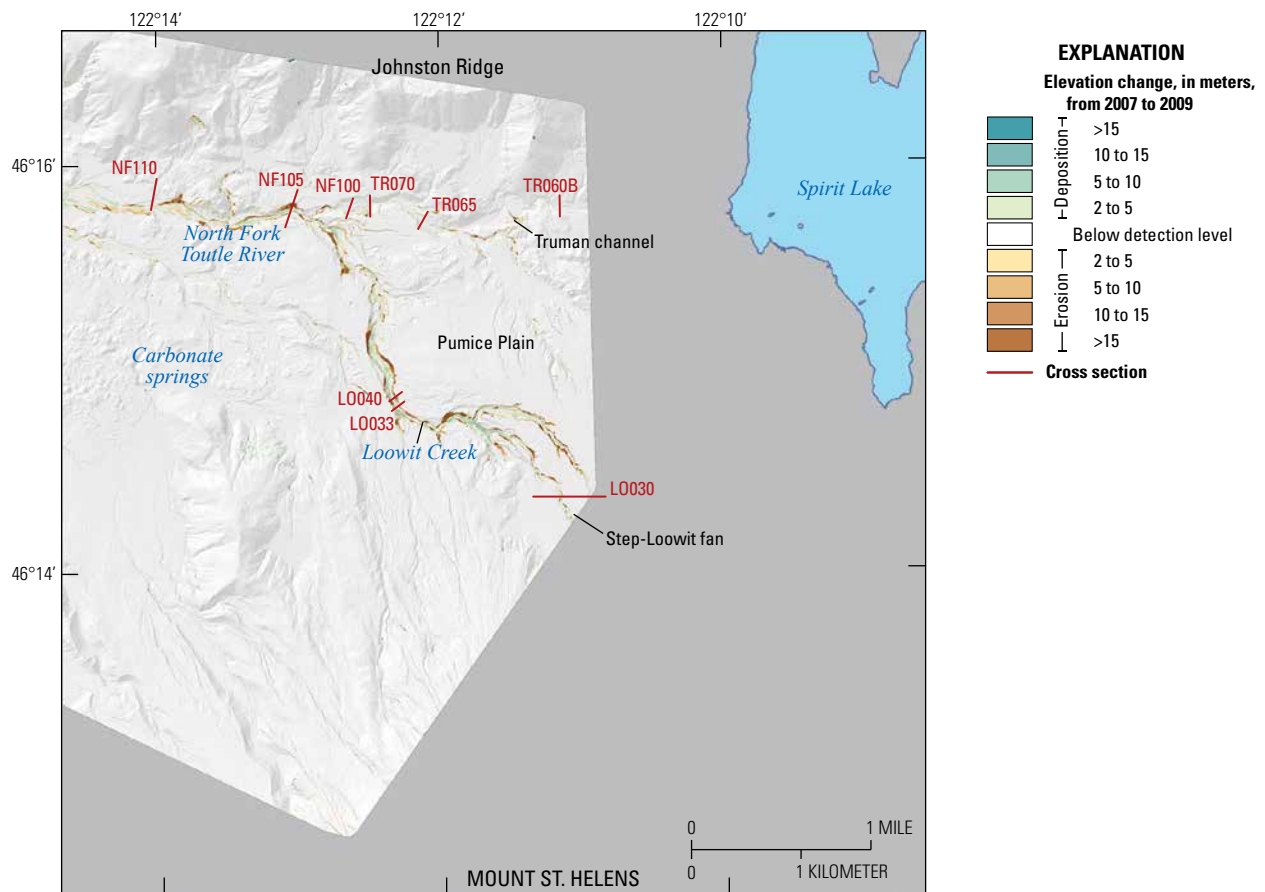 122°14′
122°12′
122°10′
Johnston Ridge
46°16′
NF110
NF105
NF100
TR070
TR065
TR060B
Spirit Lake
North Fork
Toutle River
Truman channel
Carbonate
springs
Pumice Plain
LO040
LO033
Loowit Creek
LO030
Step-Loowit fan
46°14′
0
1 MILE
0
1 KILOMETER
MOUNT ST. HELENS
EXPLANATION
Elevation change, in meters,
from 2007 to 2009
Deposition
>15
10 to 15
5 to 10
2 to 5
Below detection level
Erosion
2 to 5
5 to 10
10 to 15
>15
Cross section